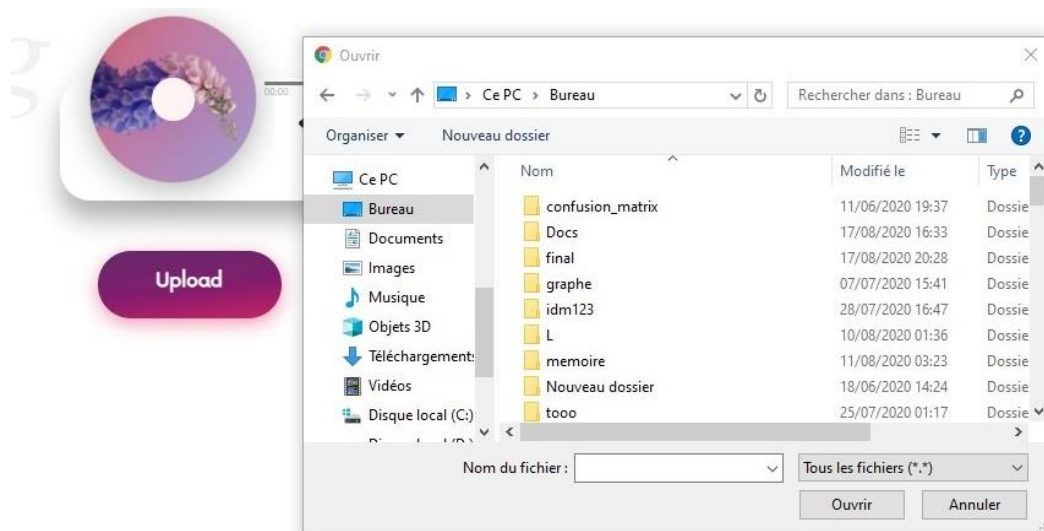 g
Ouvrir
Ce PC > Bureau
Rechercher dans : Bureau
Organiser
Nouveau dossier
Nom
Modifié le
Type
Ce PC
Bureau
Documents
Images
Musique
Objets 3D
Téléchargements
Vidéos
Disque local (C:)
confusion_matrix 11/06/2020 19:37 Dossie
Docs 17/08/2020 16:33 Dossie
final 17/08/2020 20:28 Dossie
graphe 07/07/2020 15:41 Dossie
idm123 28/07/2020 16:47 Dossie
L 10/08/2020 01:36 Dossie
memoire 11/08/2020 03:23 Dossie
Nouveau dossier 18/06/2020 14:24 Dossie
tooo 25/07/2020 01:17 Dossie
Nom du fichier :
Tous les fichiers (*.*)
Ouvrir
Annuler
00:00
Upload